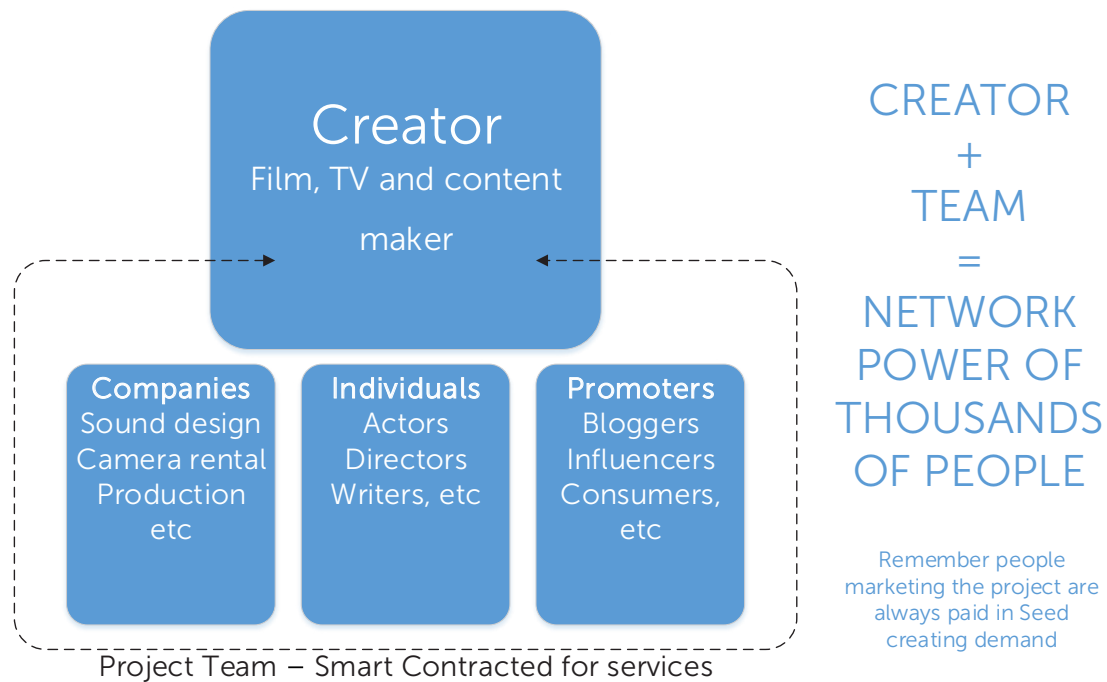 Creator
Film, TV and content
maker
Companies
Sound design
Camera rental
Production
etc
Individuals
Actors
Directors
Writers, etc
Promoters
Bloggers
Influencers
Consumers,
etc
Project Team – Smart Contracted for services
CREATOR
+
TEAM
=
NETWORK
POWER OF
THOUSANDS
OF PEOPLE
Remember people
marketing the project are
always paid in Seed
creating demand